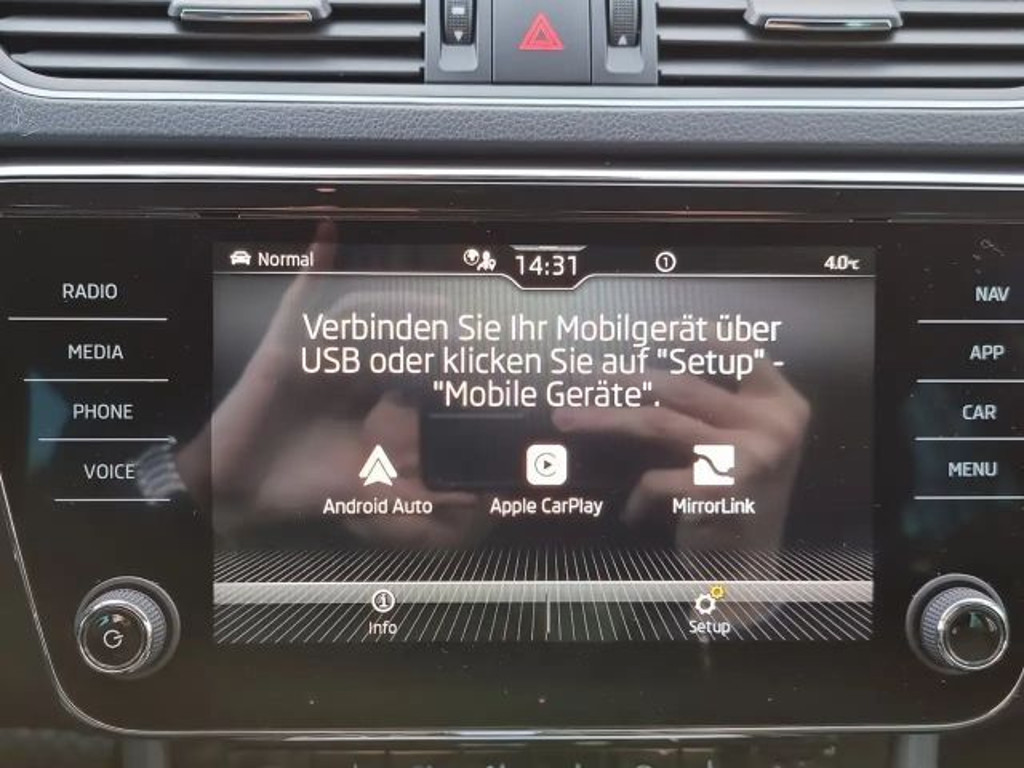 Normal
14:31
1
4.0°C
RADIO
MEDIA
PHONE
VOICE
NAV
APP
CAR
MENU
Verbinden Sie Ihr Mobilgerät über
USB oder klicken Sie auf "Setup" -
"Mobile Geräte".
Android Auto
Apple CarPlay
MirrorLink
Info
Setup